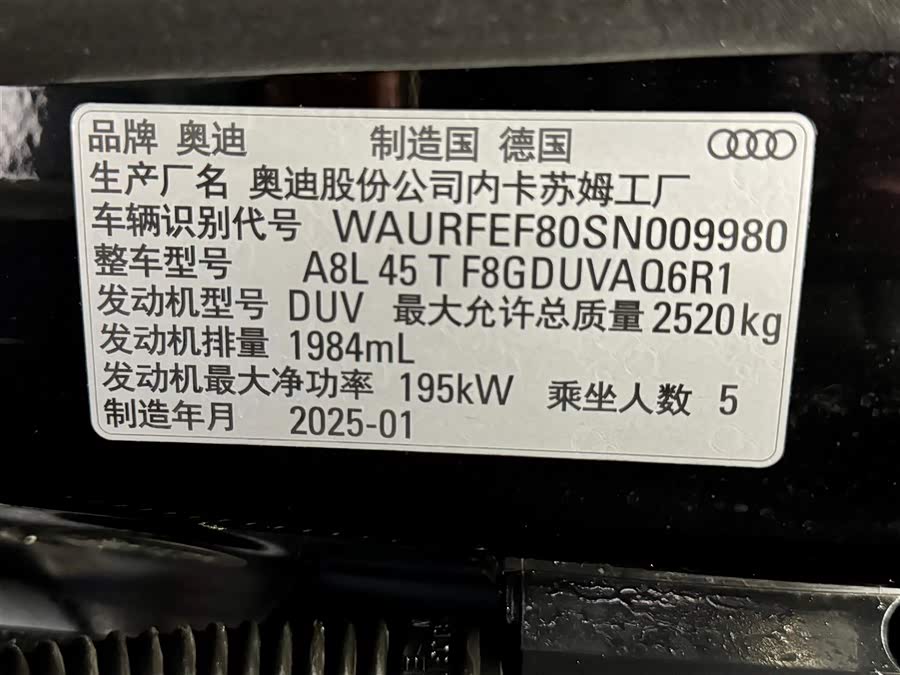 品牌 奥迪 制造国 德国
生产厂名 奥迪股份公司内卡苏姆工厂
车辆识别代号 WAURFEF80SN009980
整车型号 A8L 45 T F8GDUVAQ6R1
发动机型号 DUV 最大允许总质量 2520kg
发动机排量 1984mL
发动机最大净功率 195kW 乘坐人数 5
制造年月 2025-01